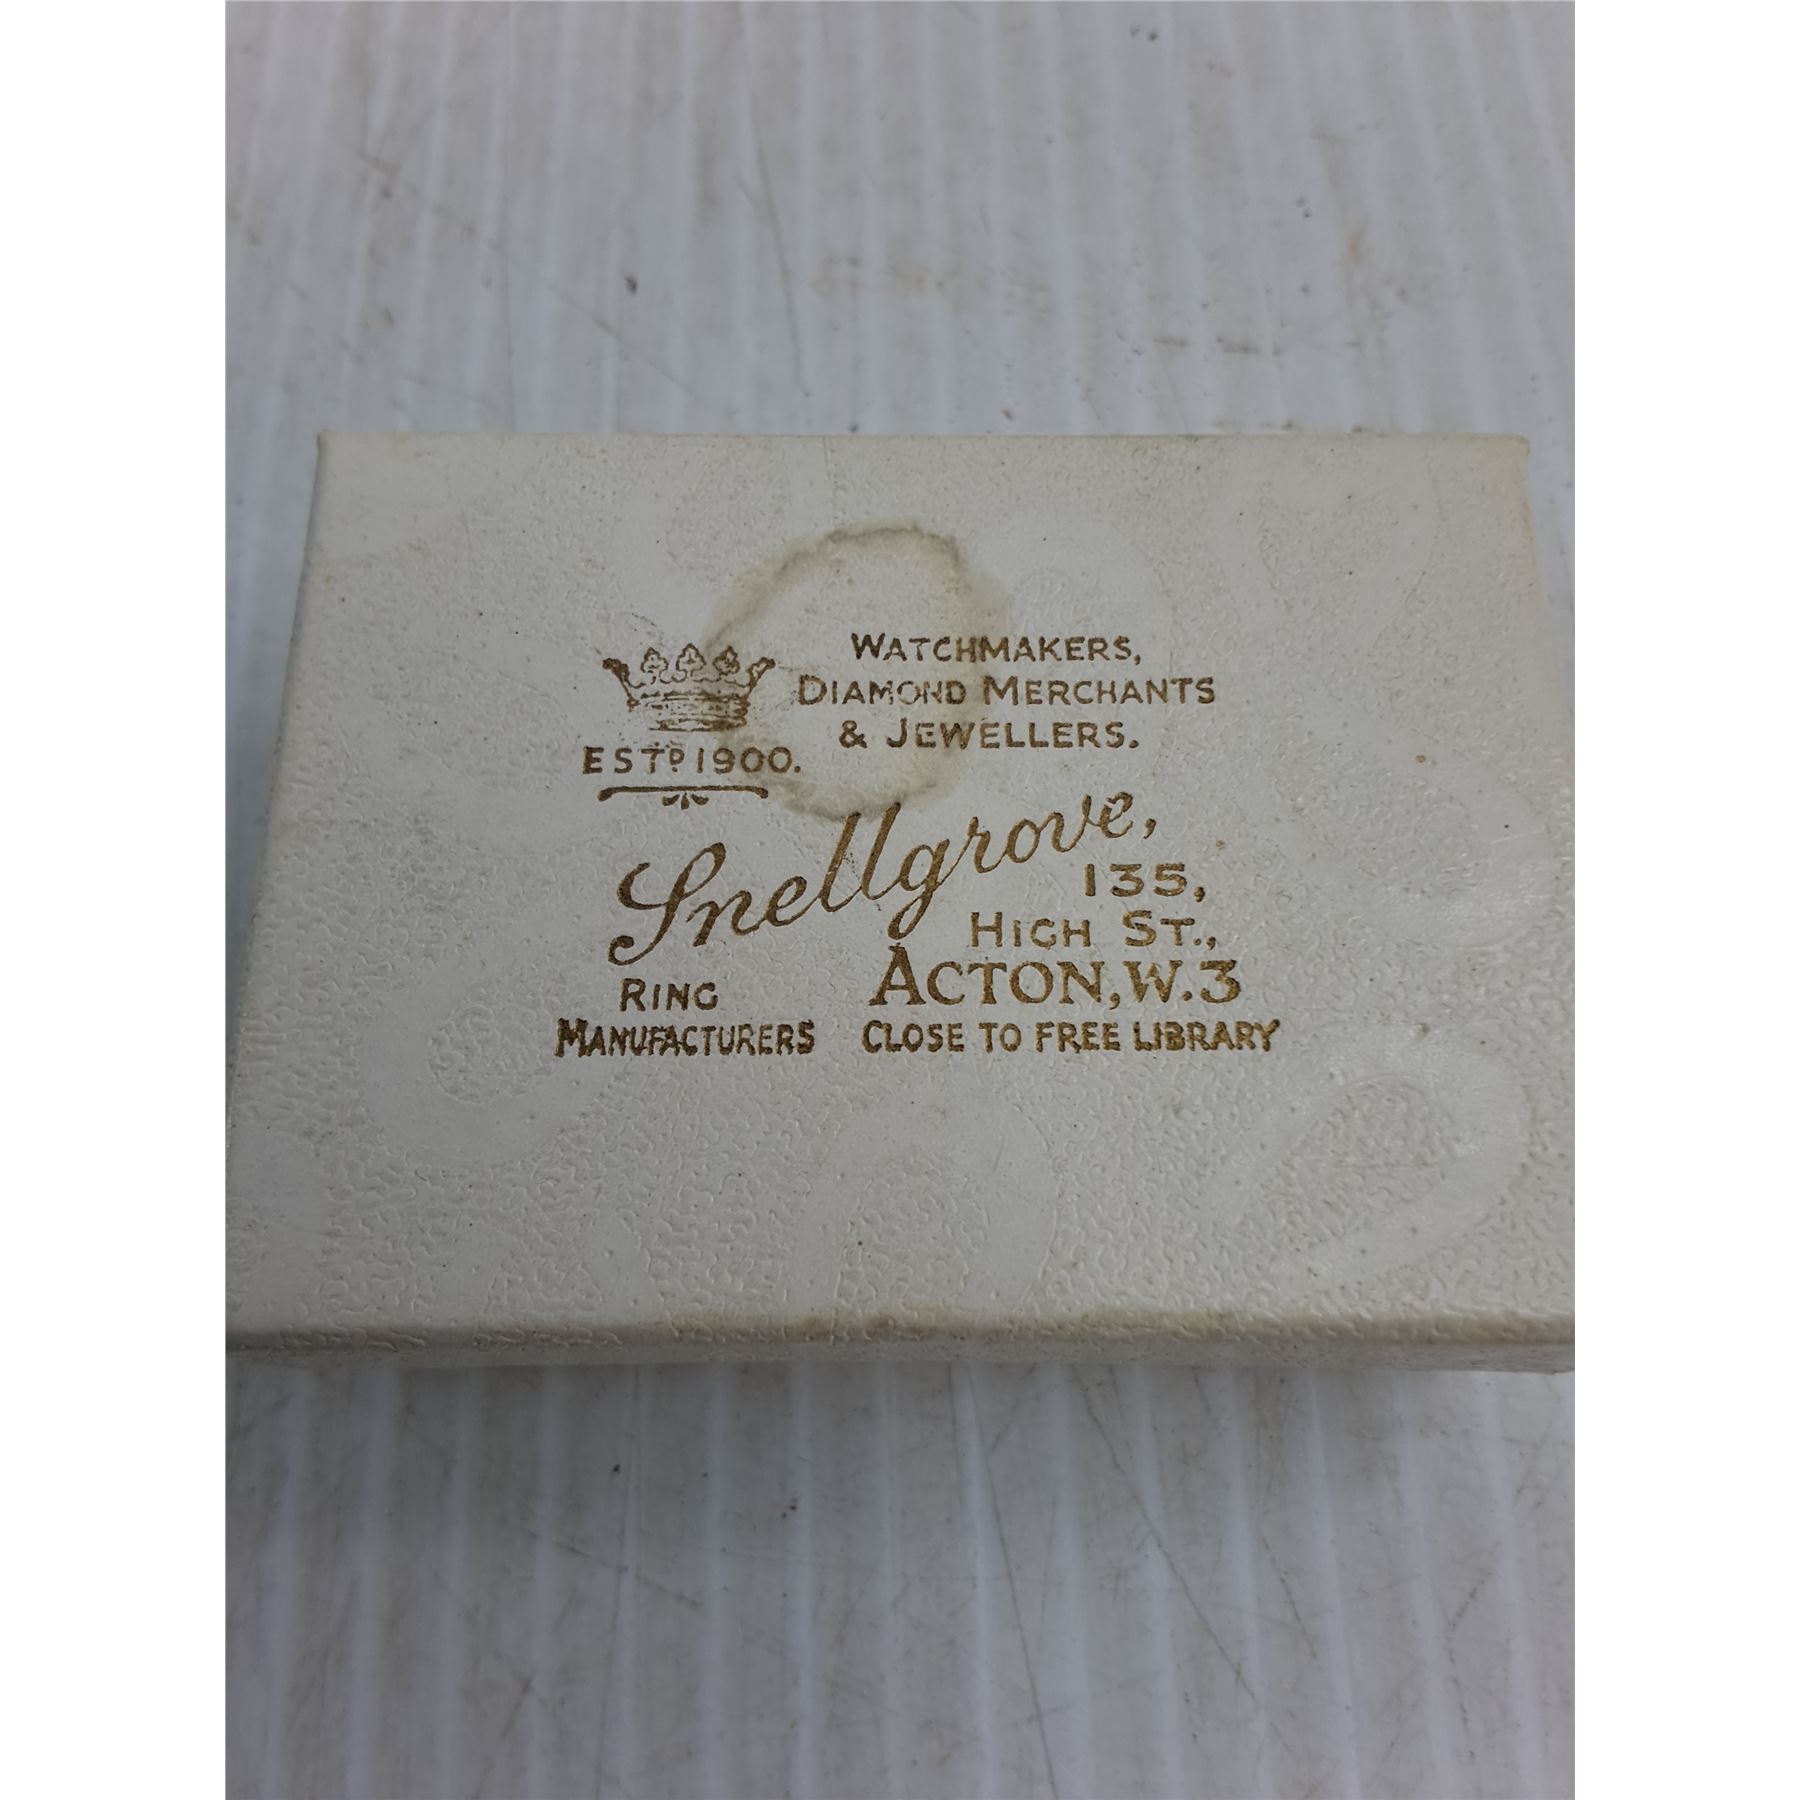 WATCHMAKERS,
DIAMOND MERCHANTS
& JEWELLERS.
ESTD 1900.
Snellgrove,
135,
HIGH ST.,
ACTON, W.3
RING
MANUFACTURERS
CLOSE TO FREE LIBRARY